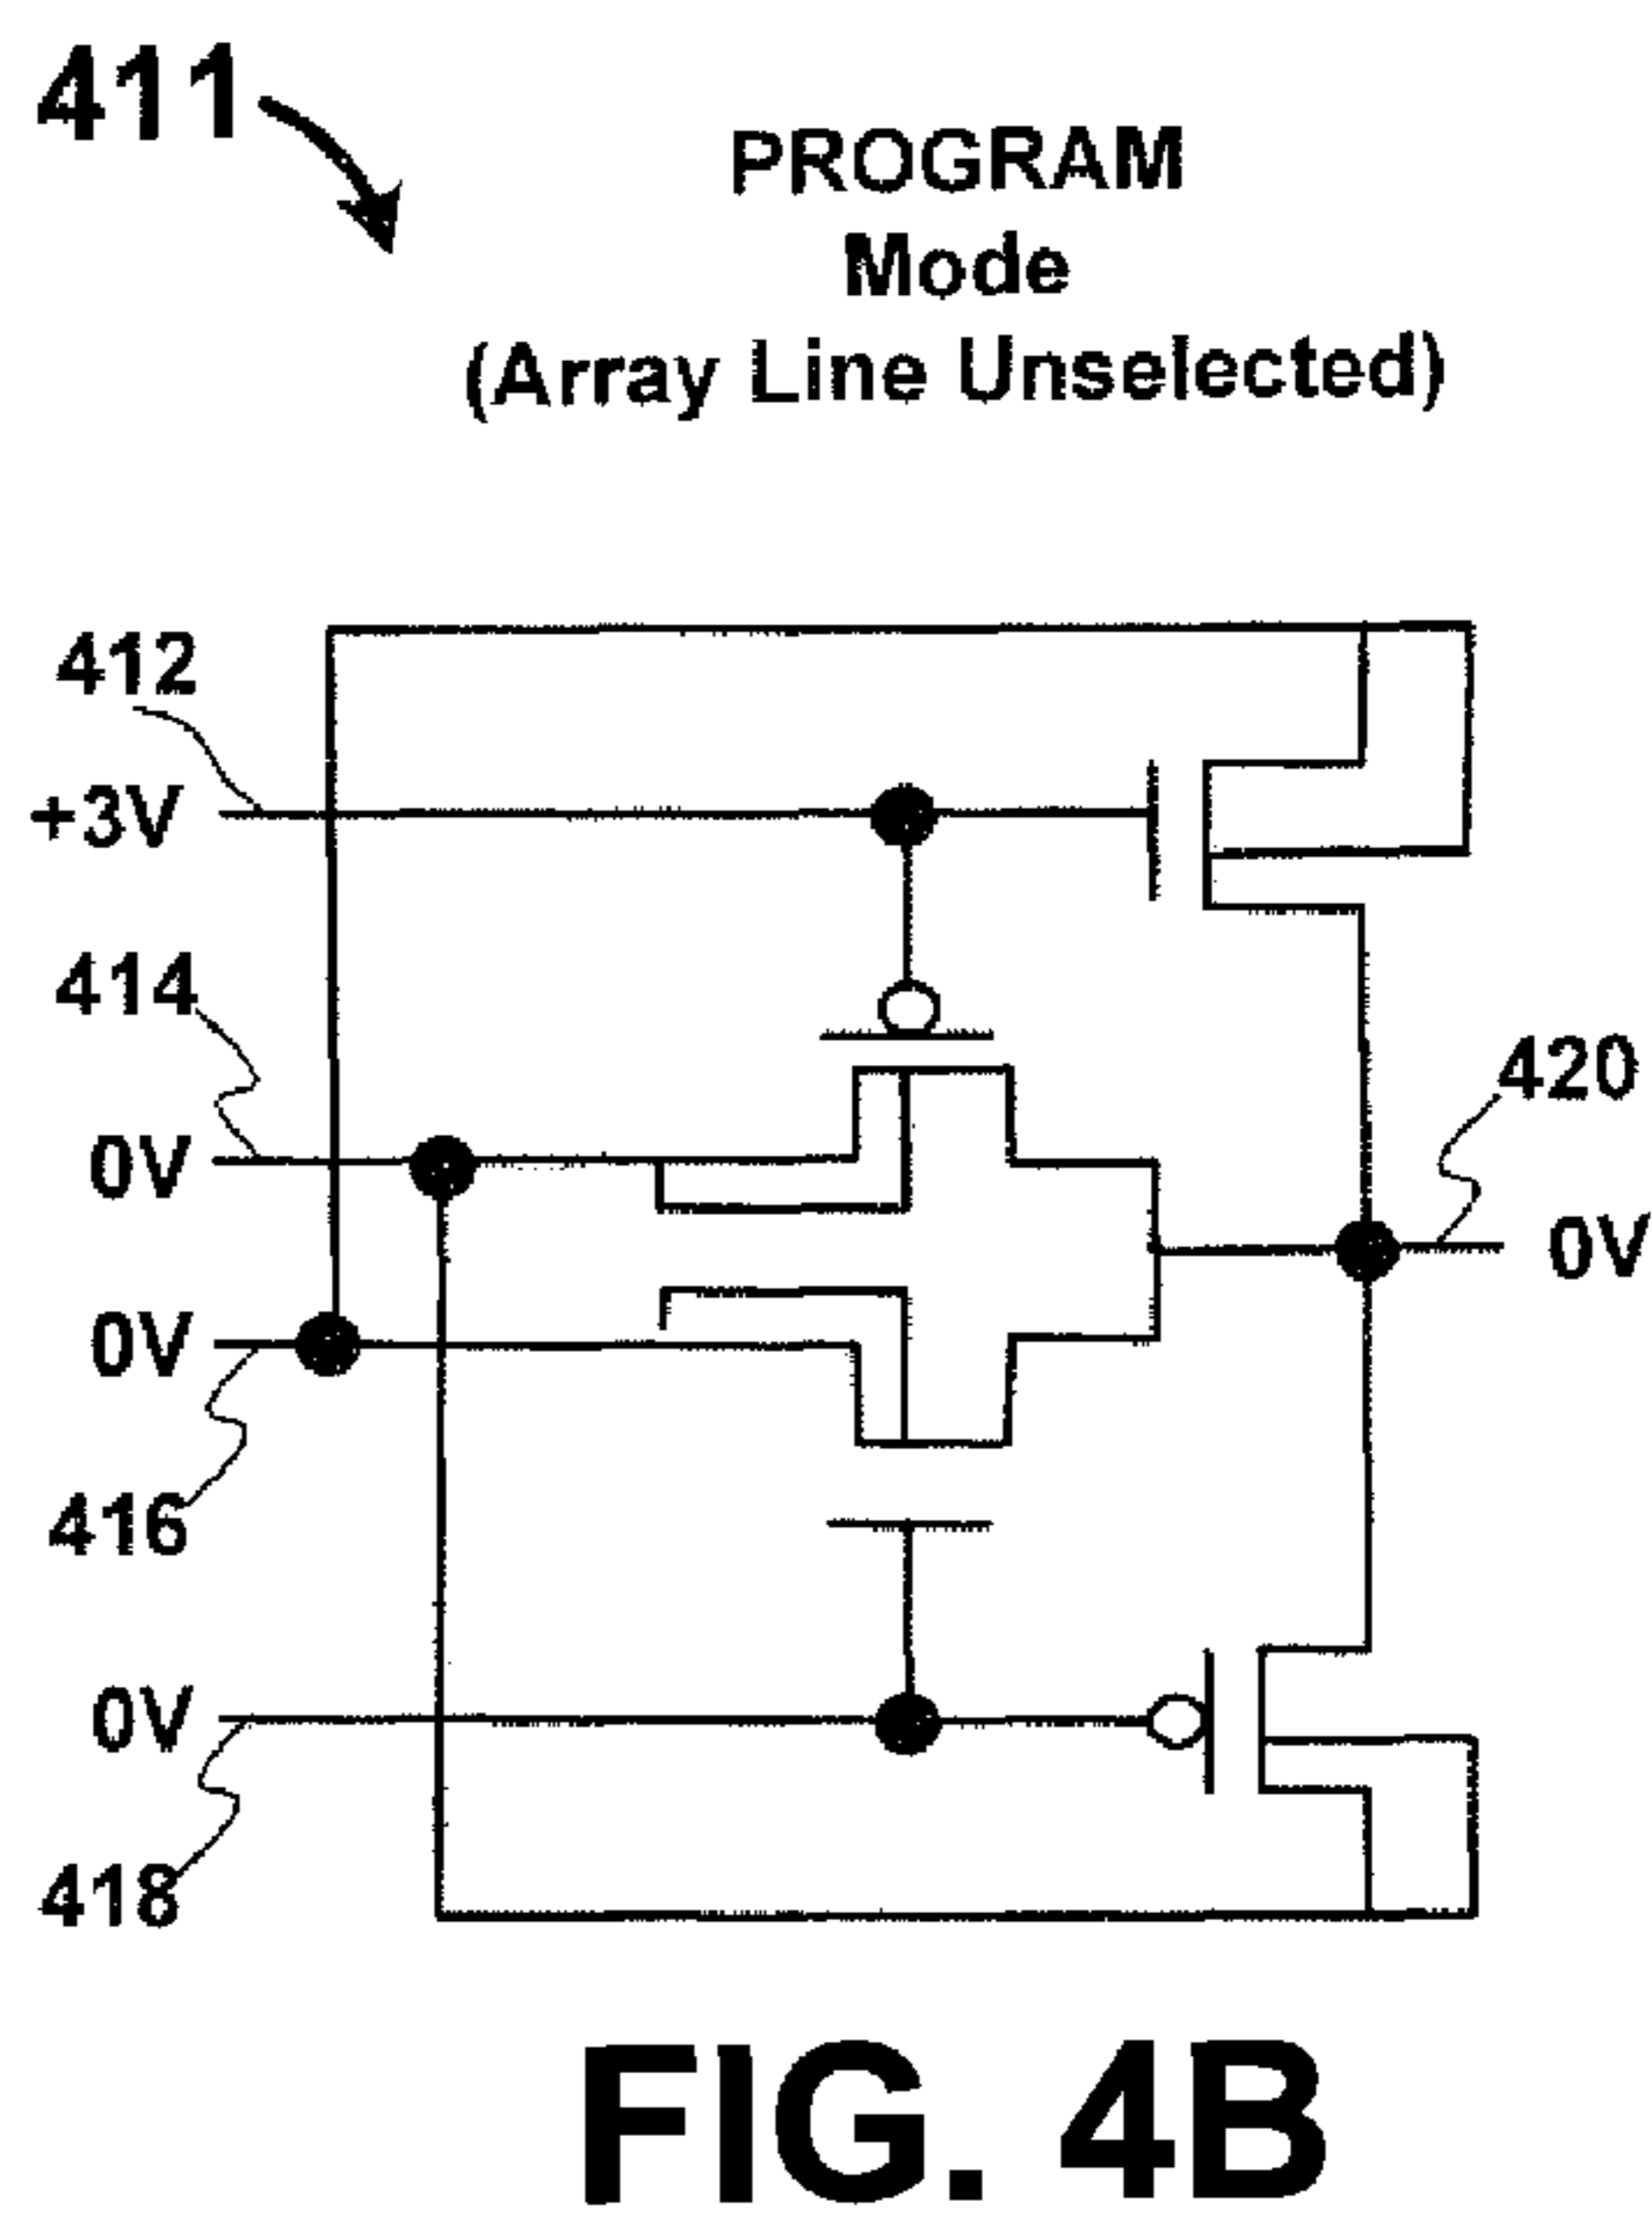 411
PROGRAM
Mode
(Array Line Unselected)
412
+3V
414
420
0V
0V
0V
416
0V
418
FIG. 4B